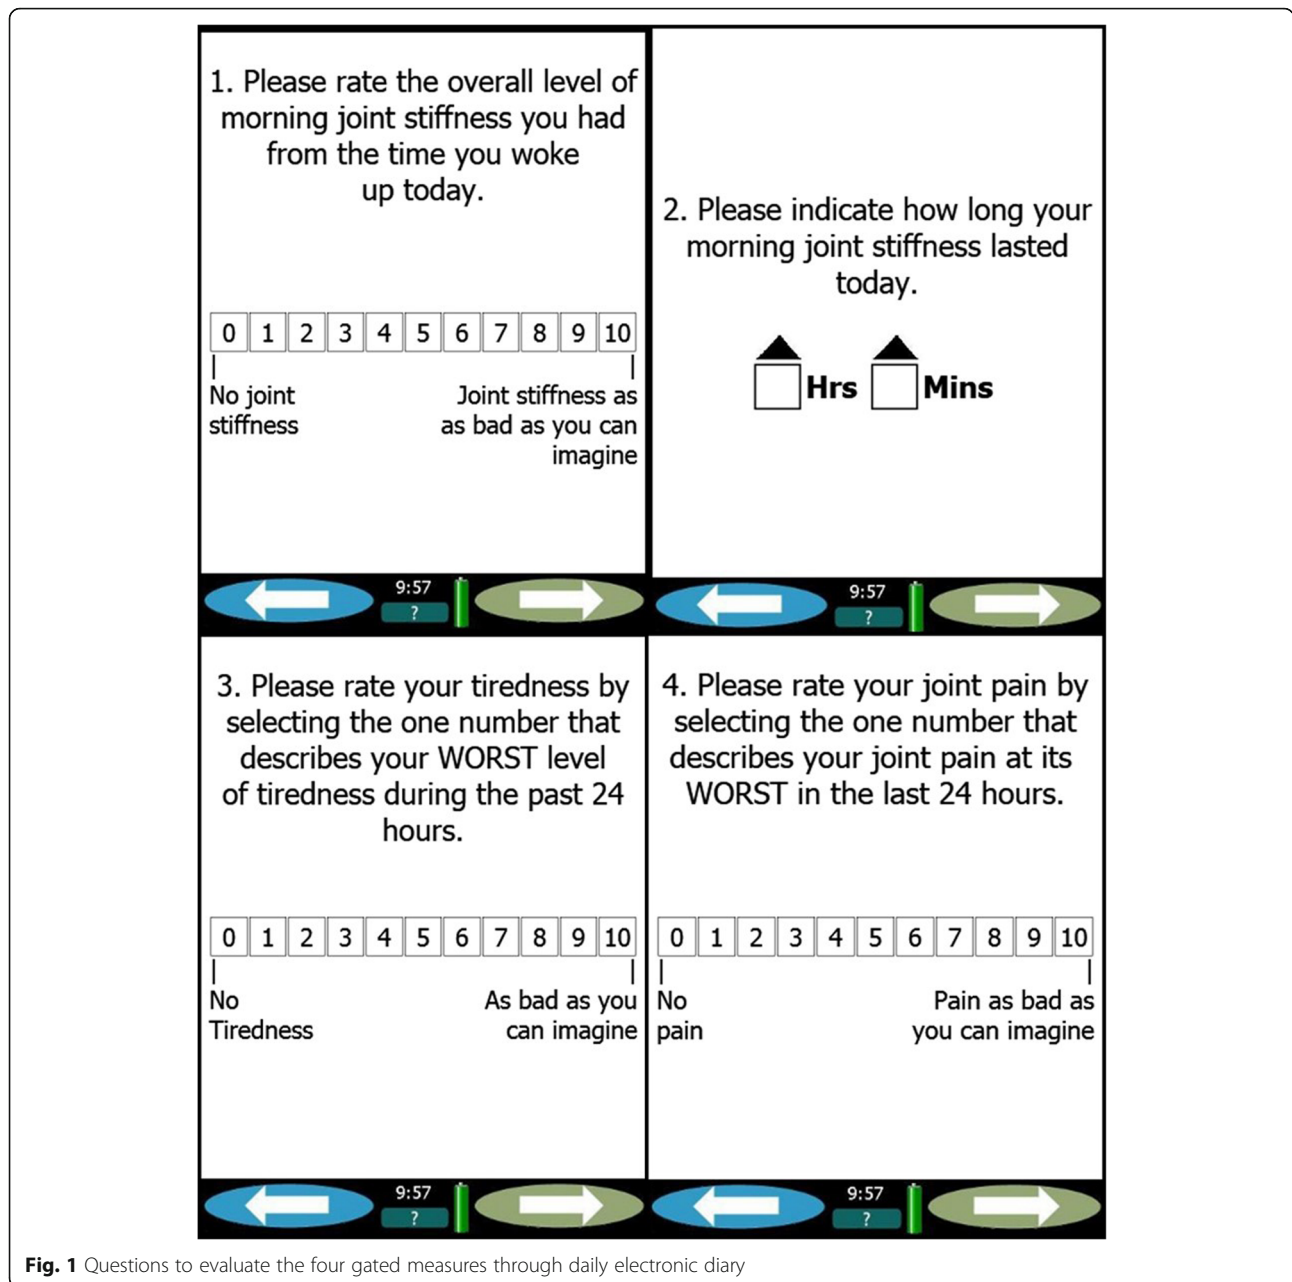 1. Please rate the overall level of
morning joint stiffness you had
from the time you woke
up today.
0 1 2 3 4 5 6 7 8 9 10
No joint
stiffness
Joint stiffness as
as bad as you can
imagine
9:57
?
2. Please indicate how long your
morning joint stiffness lasted
today.
Hrs Mins
9:57
?
3. Please rate your tiredness by
selecting the one number that
describes your WORST level
of tiredness during the past 24
hours.
0 1 2 3 4 5 6 7 8 9 10
No
Tiredness
As bad as you
can imagine
9:57
?
4. Please rate your joint pain by
selecting the one number that
describes your joint pain at its
WORST in the last 24 hours.
0 1 2 3 4 5 6 7 8 9 10
No
pain
Pain as bad as
you can imagine
9:57
?
Fig. 1 Questions to evaluate the four gated measures through daily electronic diary